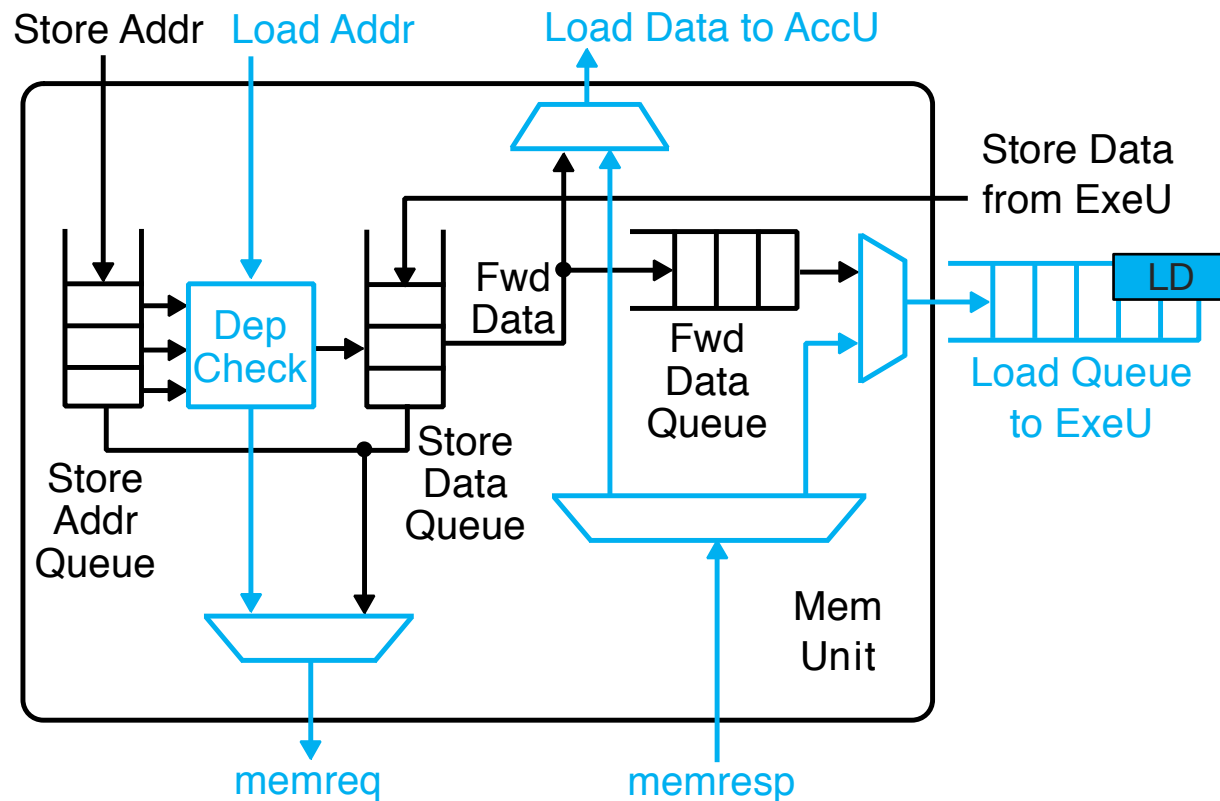 Store Addr
Load Addr
Load Data to AccU
Store Data
from ExeU
Fwd
Data
Dep
Check
LD
Fwd
Data
Queue
Load Queue
to ExeU
Store
Data
Queue
Store
Addr
Queue
Mem
Unit
memreq
memresp